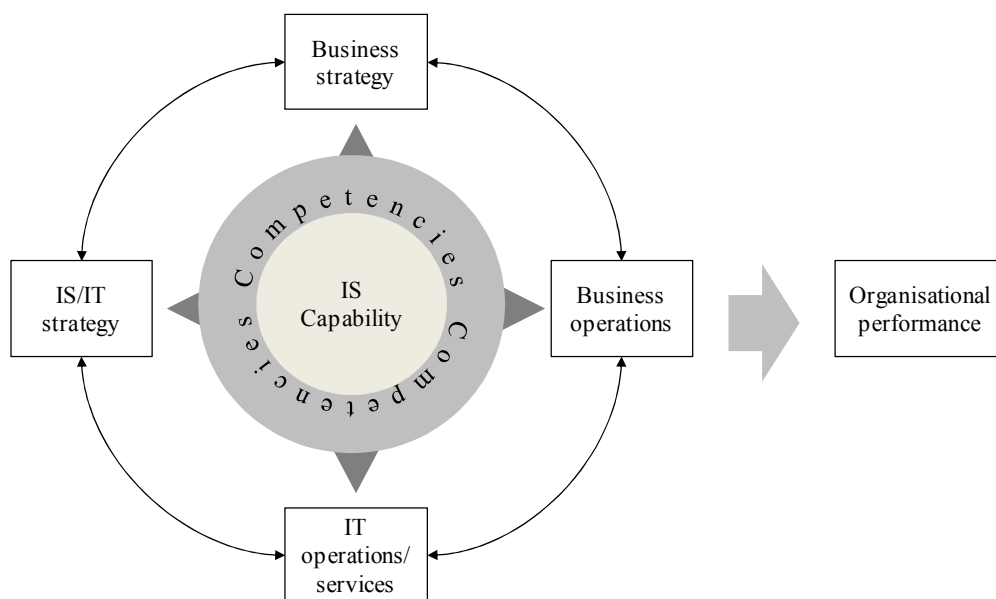 Business
strategy
Competencies Competencies
IS/IT
strategy
IS
Capability
Business
operations
Organisational
performance
IT
operations/
services